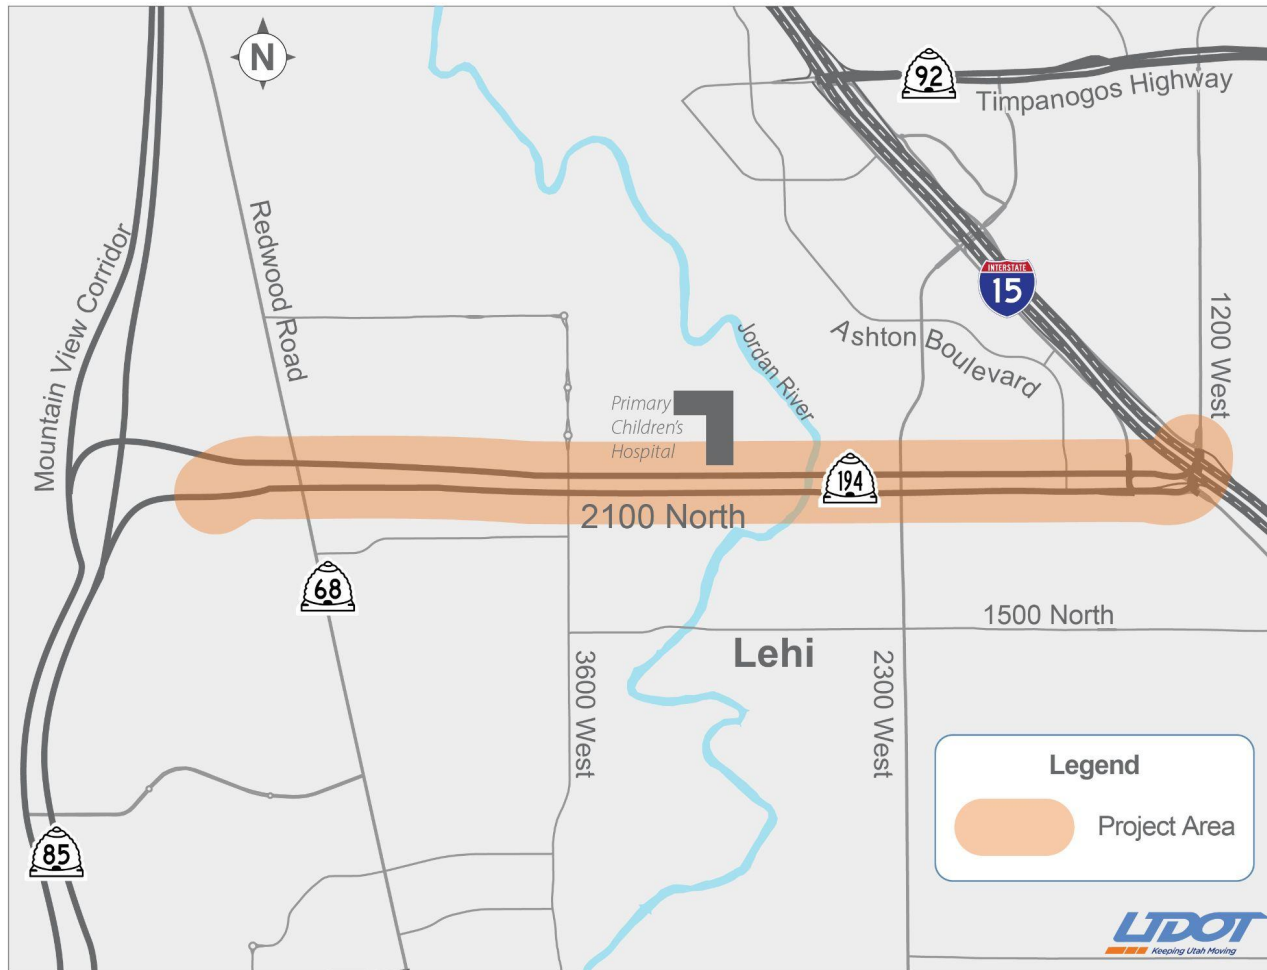 N
92
Timpanogos Highway
Mountain View Corridor
Redwood Road
INTERSTATE
15
1200 West
Ashton Boulevard
Jordan River
Primary
Children's
Hospital
194
2100 North
68
1500 North
Lehi
3600 West
2300 West
Legend
Project Area
85
UDOT
Keeping Utah Moving